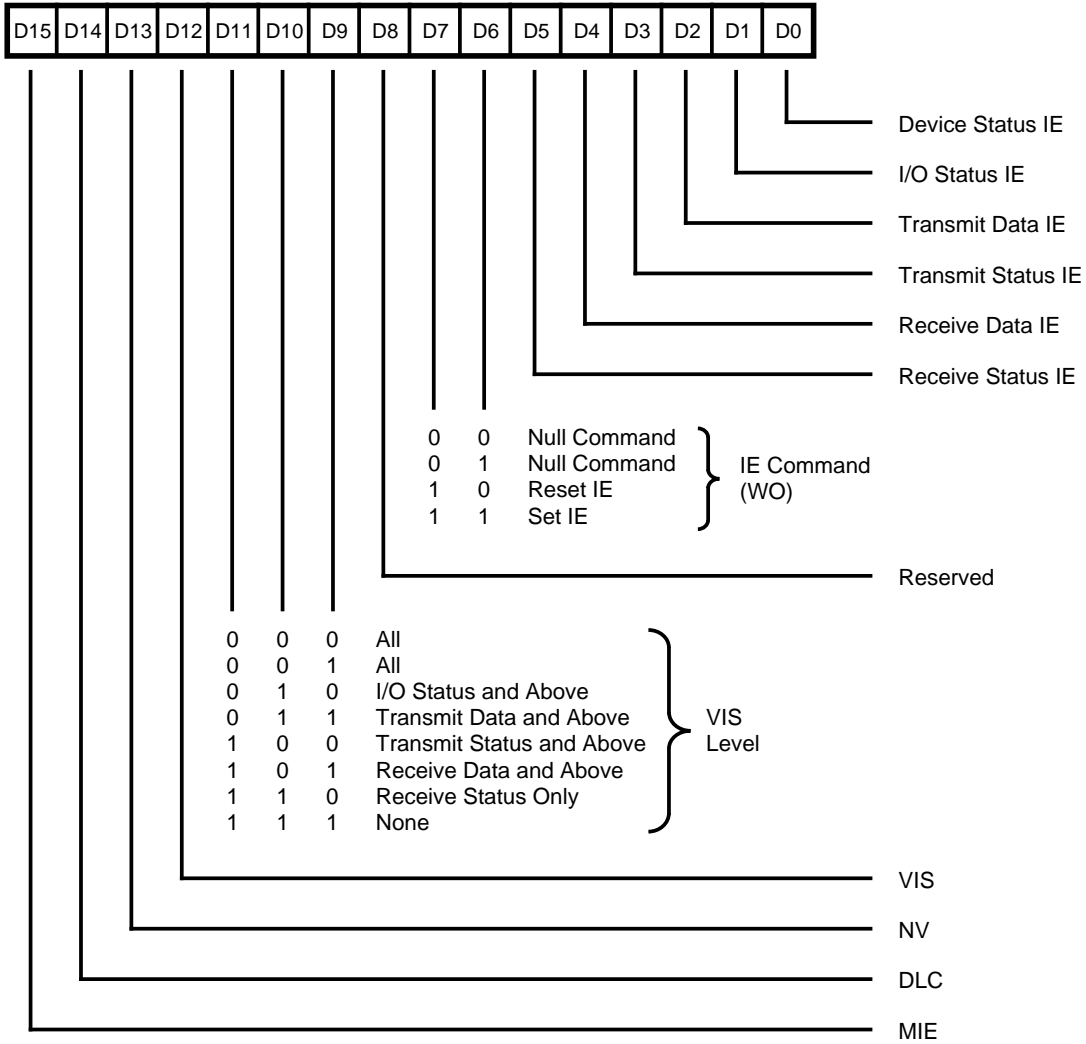 D15 D14 D13 D12 D11 D10 D9 D8 D7 D6 D5 D4 D3 D2 D1 D0
Device Status IE
I/O Status IE
Transmit Data IE
Transmit Status IE
Receive Data IE
Receive Status IE
0 0 Null Command
0 1 Null Command
1 0 Reset IE
1 1 Set IE
IE Command
(WO)
Reserved
0 0 0 All
0 0 1 All
0 1 0 I/O Status and Above
0 1 1 Transmit Data and Above
1 0 0 Transmit Status and Above
1 0 1 Receive Data and Above
1 1 0 Receive Status Only
1 1 1 None
VIS
Level
VIS
NV
DLC
MIE